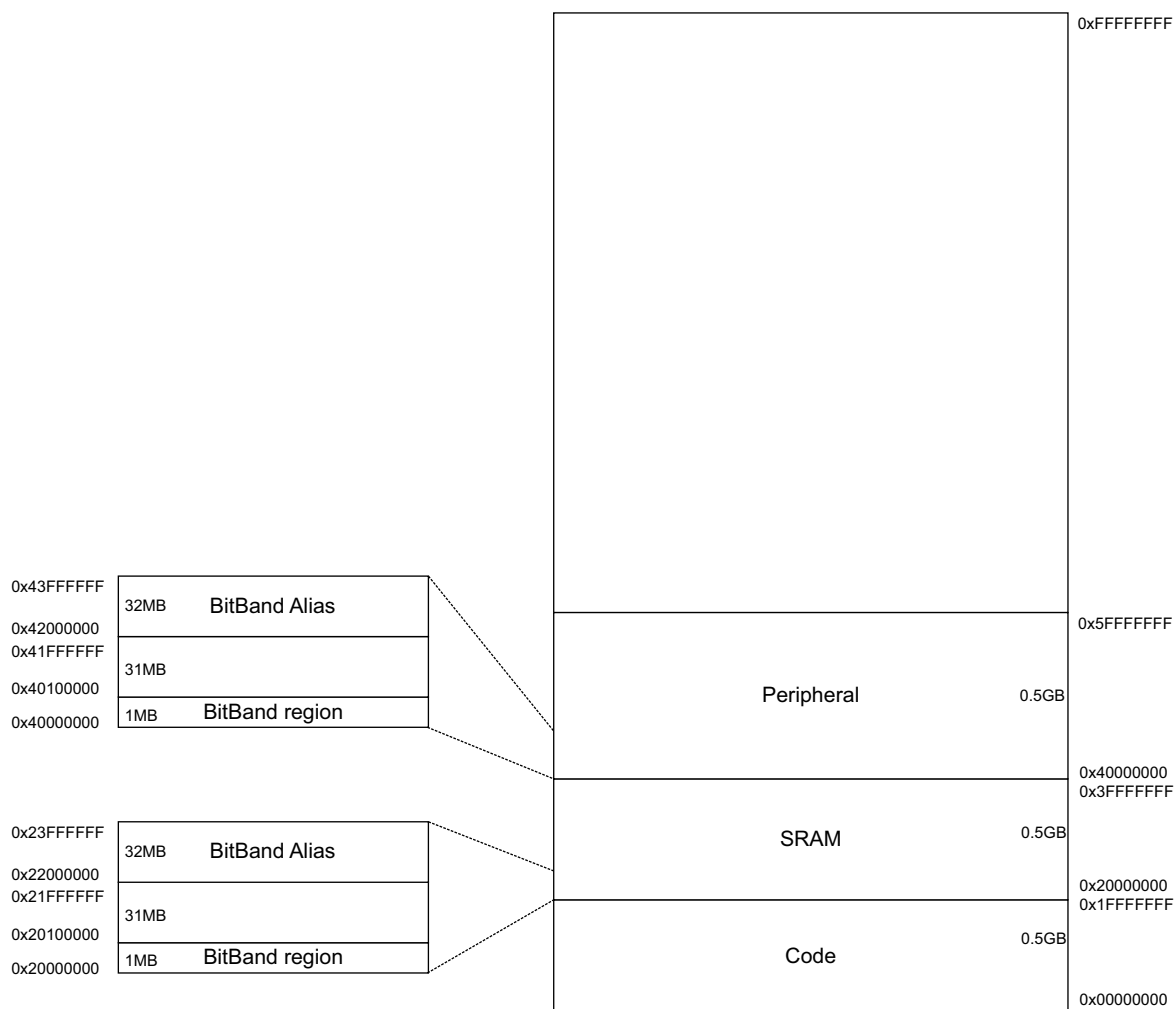 0xFFFFFFFF
0x43FFFFFF
32MB BitBand Alias
0x42000000
0x41FFFFFF
31MB
0x40100000
1MB BitBand region
0x40000000
0x5FFFFFFF
Peripheral 0.5GB
0x40000000
0x3FFFFFFF
0x23FFFFFF
32MB BitBand Alias
0x22000000
0x21FFFFFF
31MB
0x20100000
1MB BitBand region
0x20000000
SRAM 0.5GB
0x20000000
0x1FFFFFFF
Code 0.5GB
0x00000000